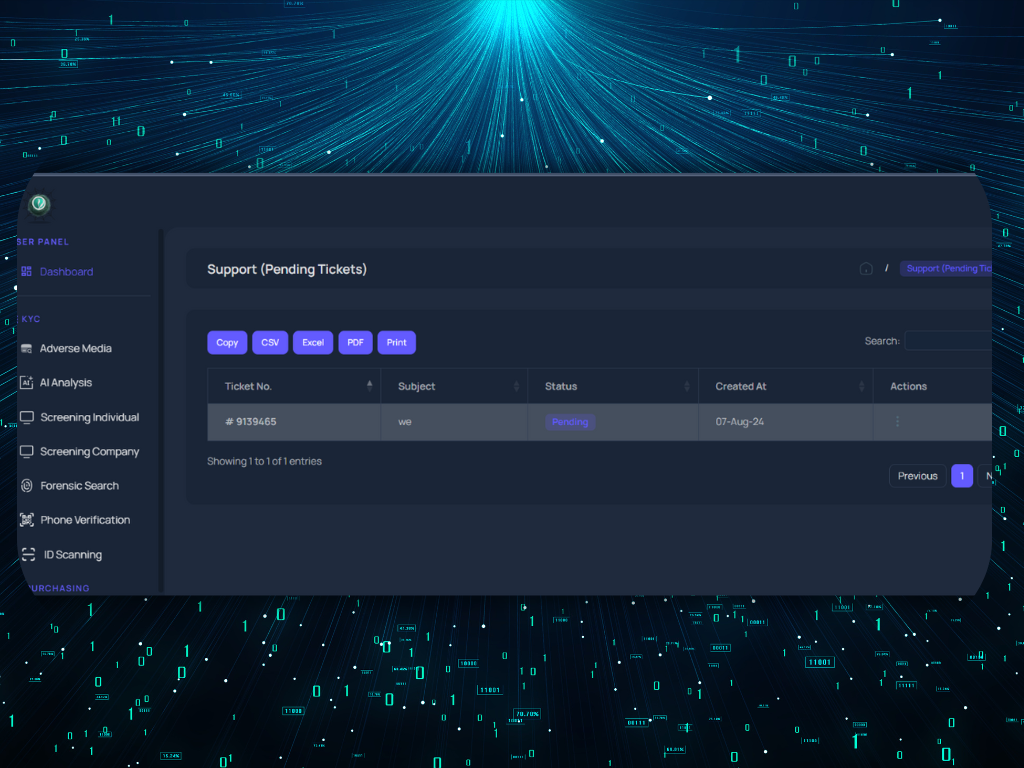 SER PANEL
Dashboard
KYC
Adverse Media
AI Analysis
Screening Individual
Screening Company
Forensic Search
Phone Verification
ID Scanning
URCHASING
Support (Pending Tickets)
/ Support (Pending Tic
Copy CSV Excel PDF Print
Search:
Ticket No. Subject Status Created At Actions
# 9139465 we Pending 07-Aug-24
Showing 1 to 1 of 1 entries
Previous 1 N